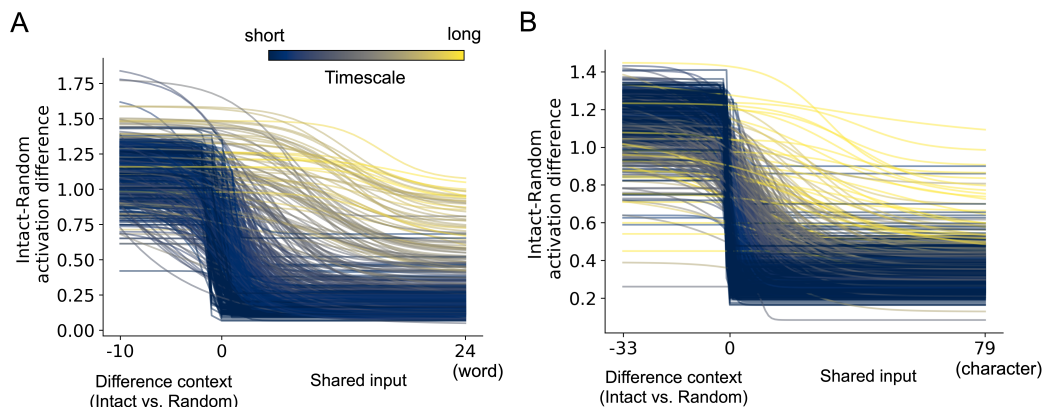 A
short
long
Timescale
Intact-Random
activation difference
1.75
1.50
1.25
1.00
0.75
0.50
0.25
0.00
-10
0
24
(word)
Difference context
(Intact vs. Random)
Shared input
B
Intact-Random
activation difference
1.4
1.2
1.0
0.8
0.6
0.4
0.2
-33
0
79
(character)
Difference context
(Intact vs. Random)
Shared input